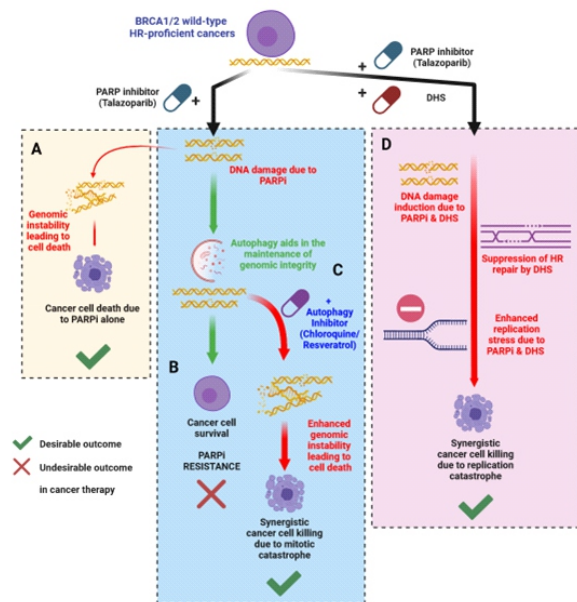 BRCA1/2 wild-type
HR-proficient cancers
PARP inhibitor
(Talazoparib)
+
+
PARP inhibitor
(Talazoparib)
+
DHS
A
Genomic
instability
leading to
cell death
Cancer cell death
due to PARPi alone
DNA damage due to
PARPi
Autophagy aids in the
maintenance of
genomic integrity
C
+
Autophagy
Inhibitor
(Chloroquine/
Resveratrol)
B
Cancer cell
survival
PARPi
RESISTANCE
Enhanced
genomic
instability
leading to
cell death
Synergistic
cancer cell killing
due to mitotic
catastrophe
D
DNA damage
induction due to
PARPi & DHS
Suppression of HR
repair by DHS
Enhanced
replication
stress due to
PARPi & DHS
Synergistic
cancer cell killing
due to replication
catastrophe
Desirable outcome
Undesirable outcome
in cancer therapy